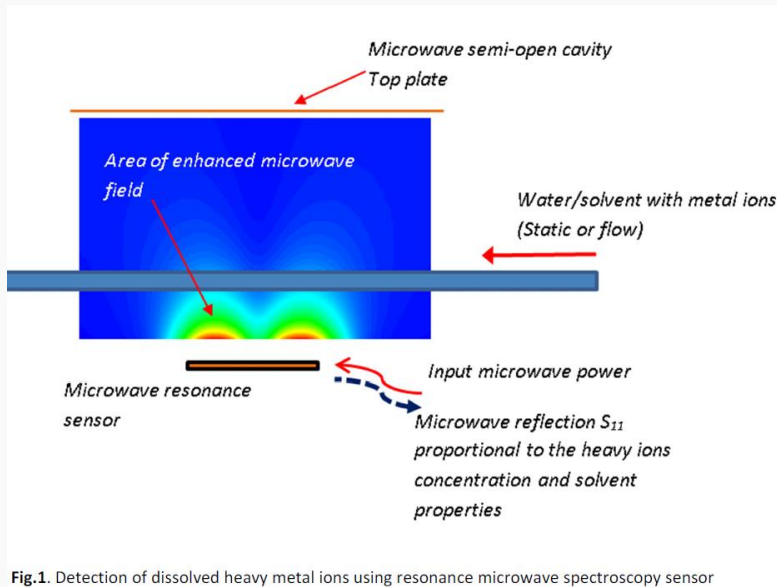 Microwave semi-open cavity
Top plate
Area of enhanced microwave
field
Water/solvent with metal ions
(Static or flow)
Microwave resonance
sensor
Input microwave power
Microwave reflection S₁₁
proportional to the heavy ions
concentration and solvent
properties
Fig.1. Detection of dissolved heavy metal ions using resonance microwave spectroscopy sensor